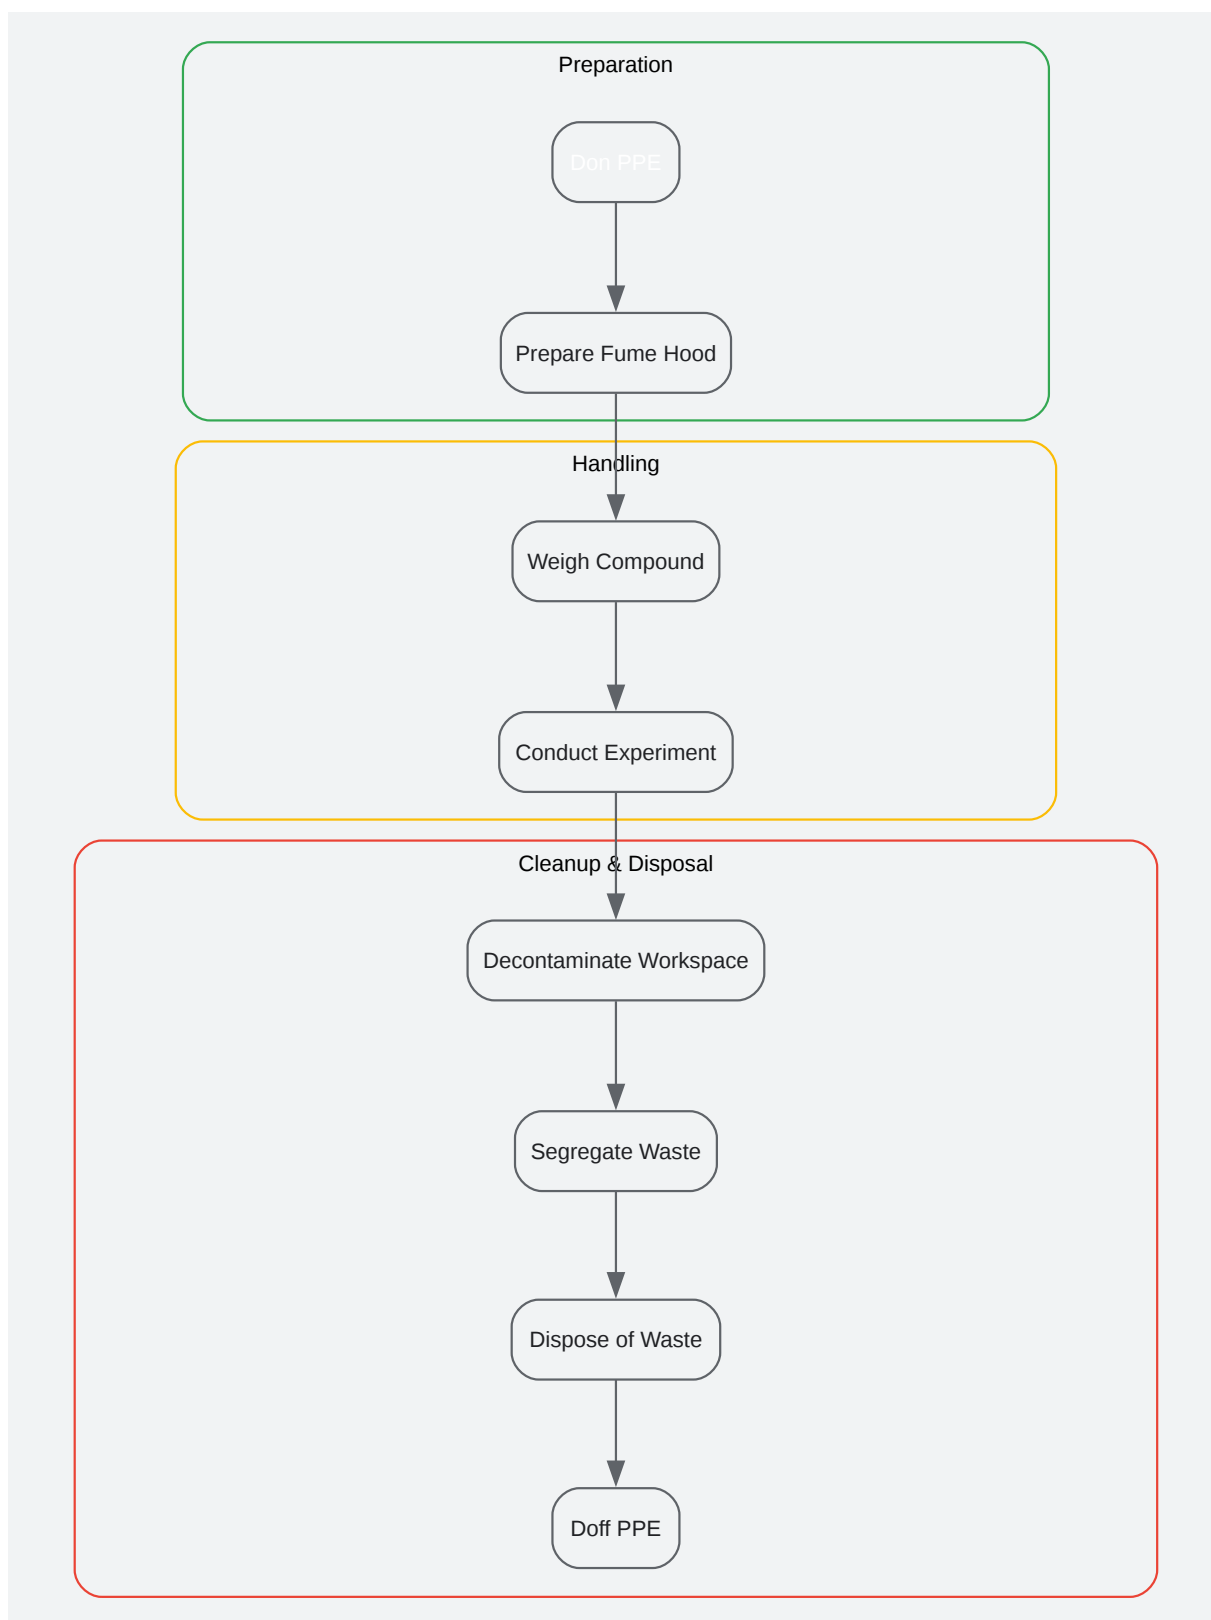 Preparation
Don PPE
Prepare Fume Hood
Handling
Weigh Compound
Conduct Experiment
Cleanup & Disposal
Decontaminate Workspace
Segregate Waste
Dispose of Waste
Doff PPE